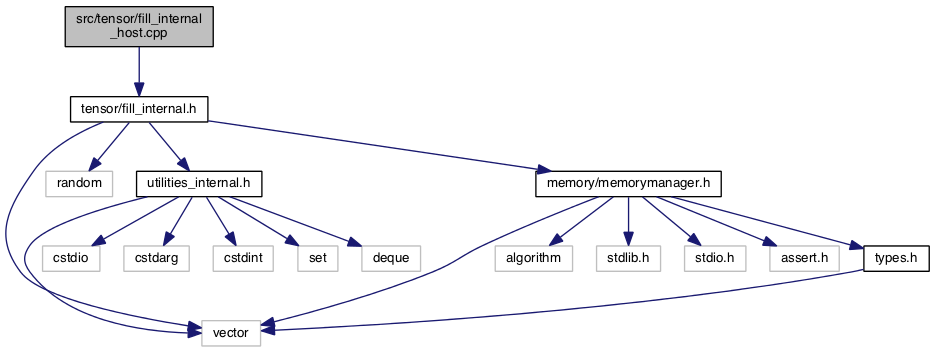 src/tensor/fill_internal
_host.cpp
tensor/fill_internal.h
random
utilities_internal.h
memory/memorymanager.h
cstdio
cstdarg
cstdint
set
deque
algorithm
stdlib.h
stdio.h
assert.h
types.h
vector